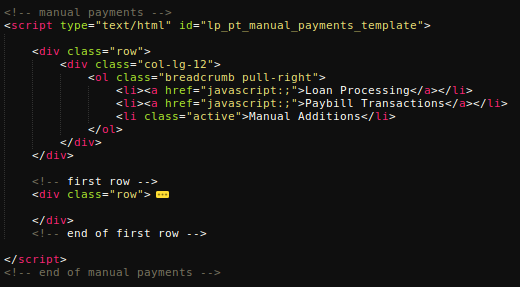 <!-- manual payments -->
<script type="text/html" id="lp_pt_manual_payments_template">
<div class="row">
<div class="col-lg-12">
<ol class="breadcrumb pull-right">
<li><a href="javascript:;">Loan Processing</a></li>
<li><a href="javascript:;">Paybill Transactions</a></li>
<li class="active">Manual Additions</li>
</ol>
</div>
</div>
<!-- first row -->
<div class="row">
</div>
<!-- end of first row -->
</script>
<!-- end of manual payments -->